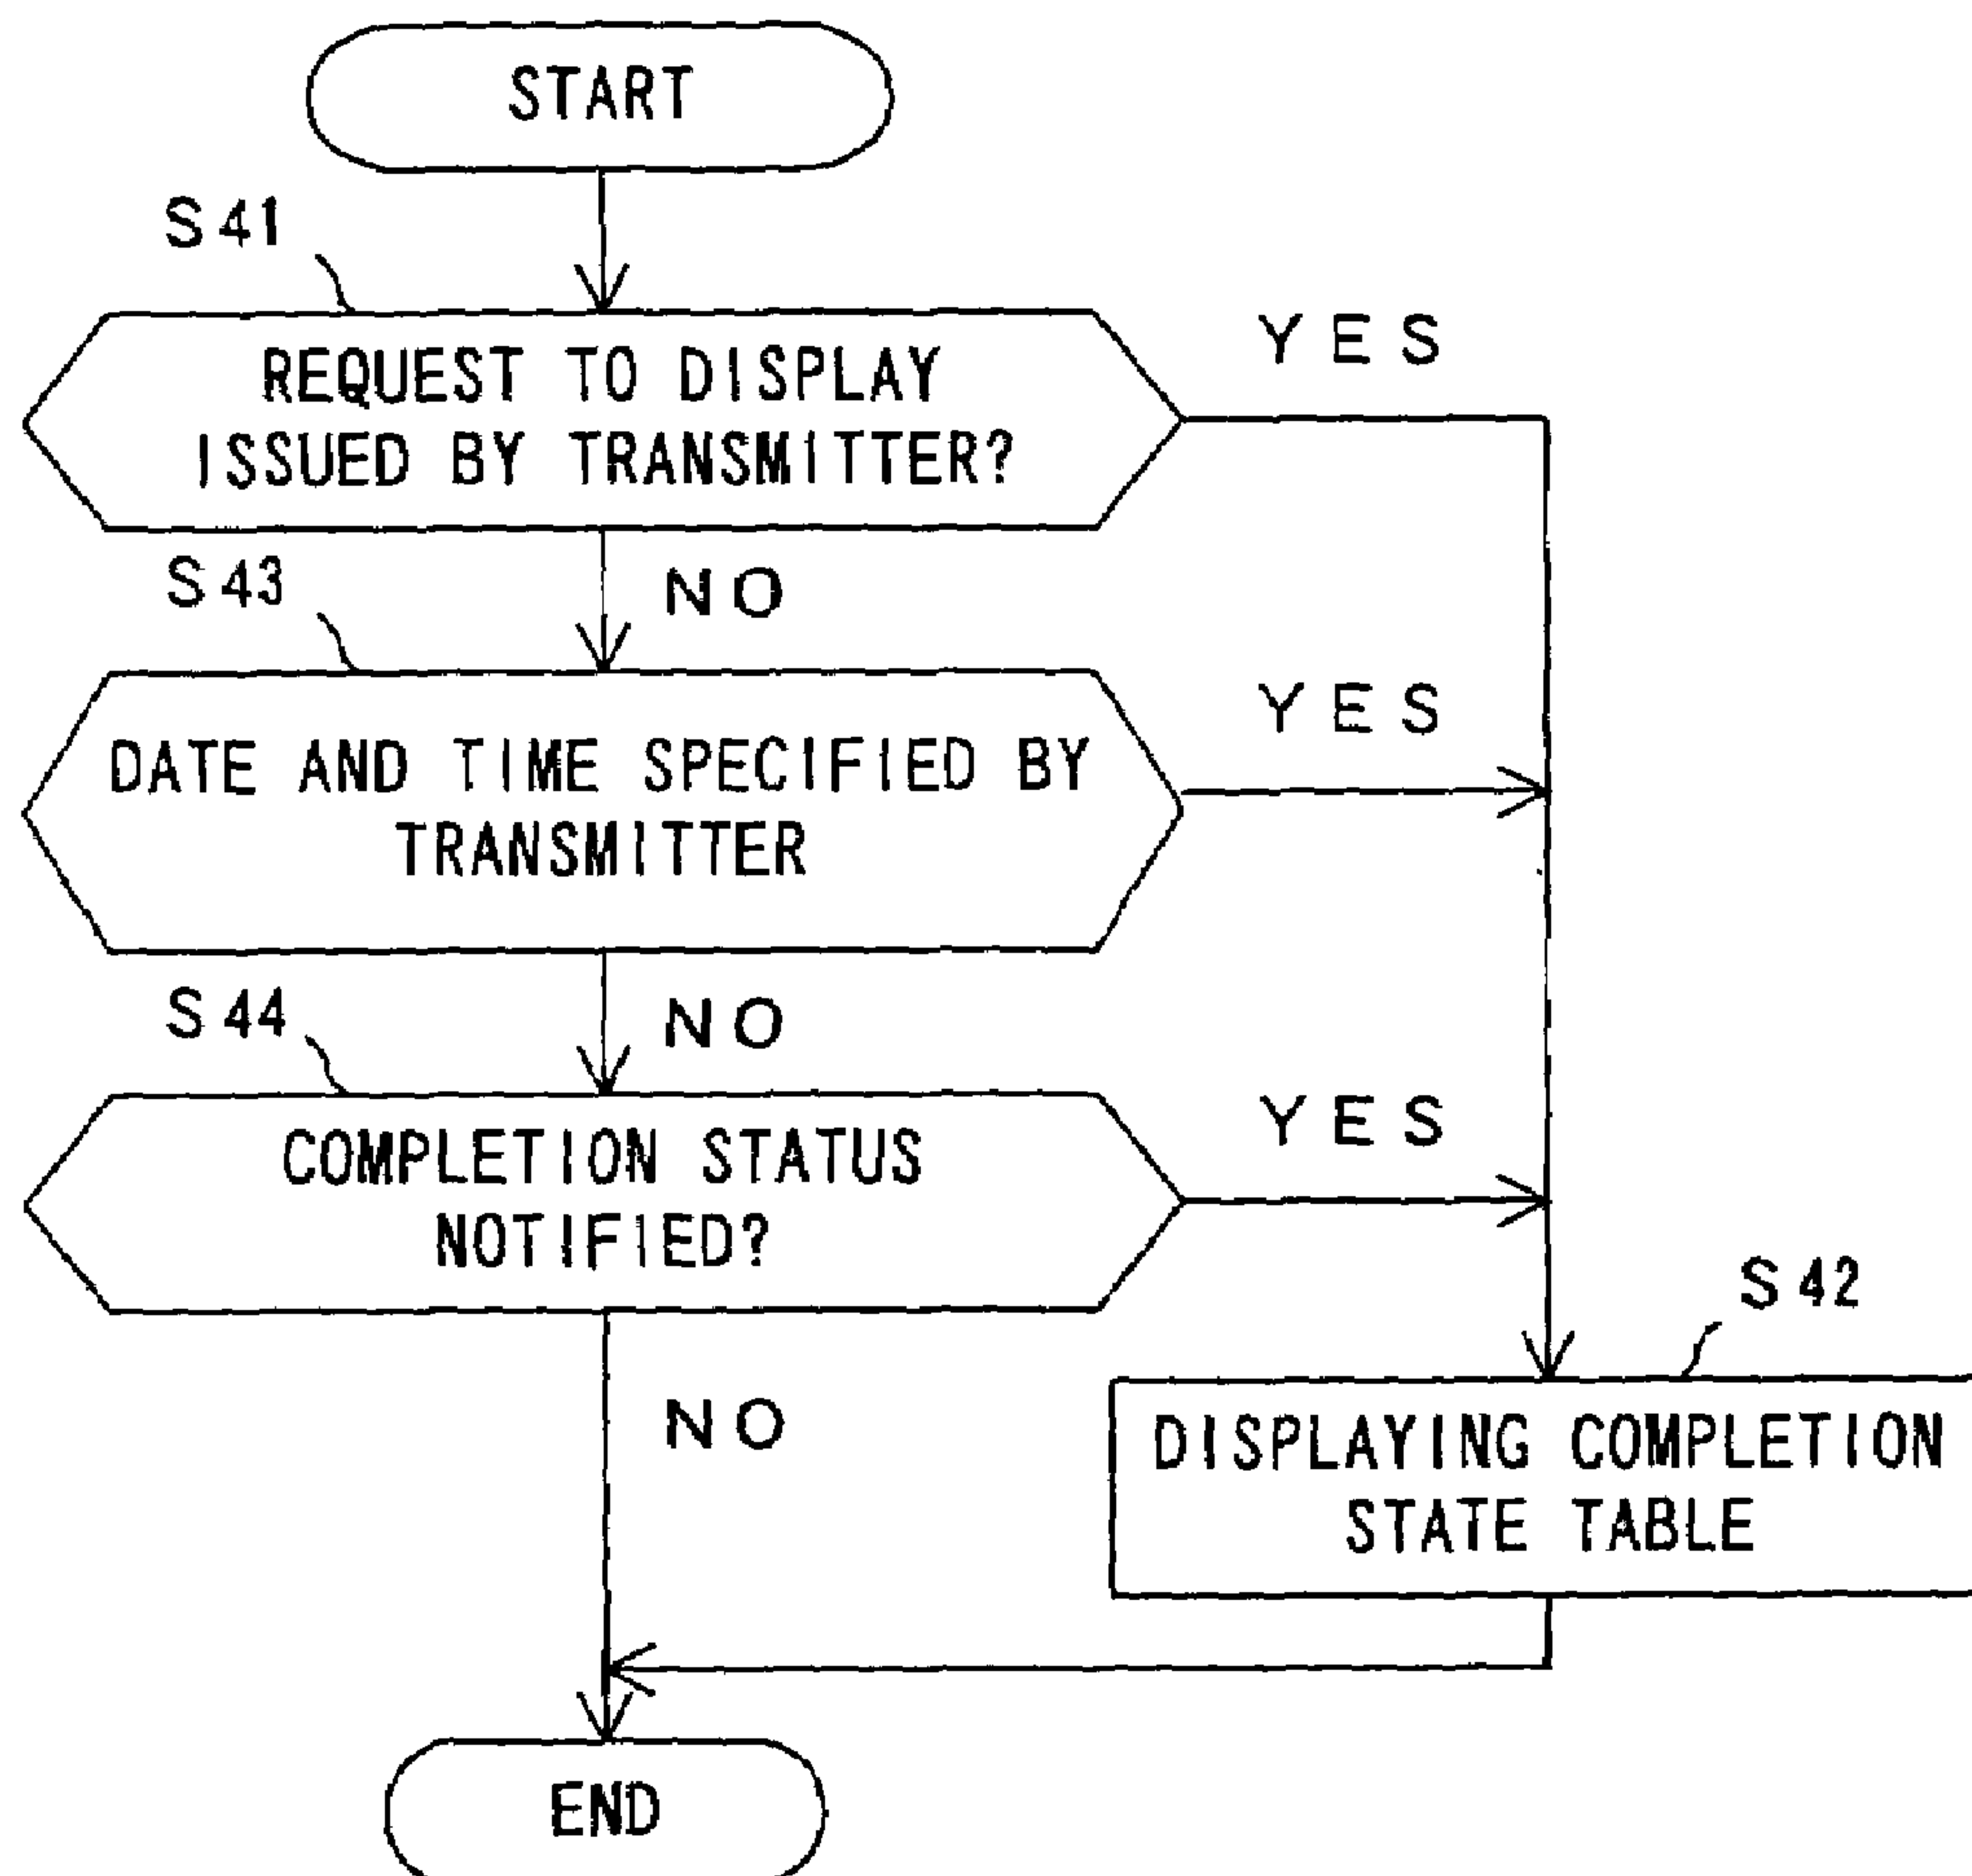 START
S41
REQUEST TO DISPLAY
ISSUED BY TRANSMITTER?
YES
S43
NO
DATE AND TIME SPECIFIED BY
TRANSMITTER
YES
S44
NO
COMPLETION STATUS
NOTIFIED?
YES
S42
NO
DISPLAYING COMPLETION
STATE TABLE
END